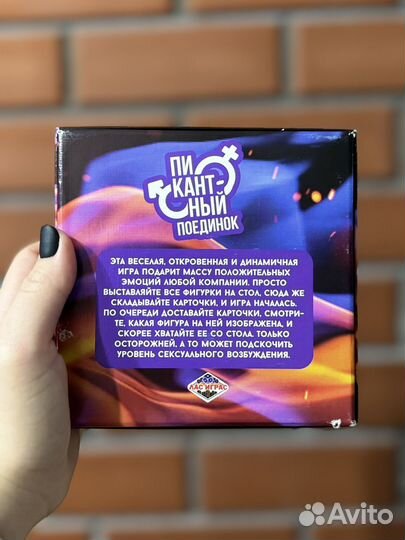 ПИ
КАНТ-
НЫЙ
ПОЕДИНОК
ЭТА ВЕСЕЛАЯ, ОТКРОВЕННАЯ И ДИНАМИЧНАЯ
ИГРА ПОДАРИТ МАССУ ПОЛОЖИТЕЛЬНЫХ
ЭМОЦИЙ ЛЮБОЙ КОМПАНИИ. ПРОСТО
ВЫСТАВЛЯЕТЕ ВСЕ ФИГУРКИ НА СТОЛ, СЮДА ЖЕ
СКЛАДЫВАЙТЕ КАРТОЧКИ, И ИГРА НАЧАЛАСЬ.
ПО ОЧЕРЕДИ ДОСТАВАЙТЕ КАРТОЧКИ, СМОТРИ-
ТЕ, КАКАЯ ФИГУРА НА НЕЙ ИЗОБРАЖЕНА, И
СКОРЕЕ ХВАТАЙТЕ ЕЕ СО СТОЛА. ТОЛЬКО
ОСТОРОЖНЕЙ, А ТО МОЖЕТ ПОДСКОЧИТЬ
УРОВЕНЬ СЕКСУАЛЬНОГО ВОЗБУЖДЕНИЯ.
ЛАС ИГРАС
Avito